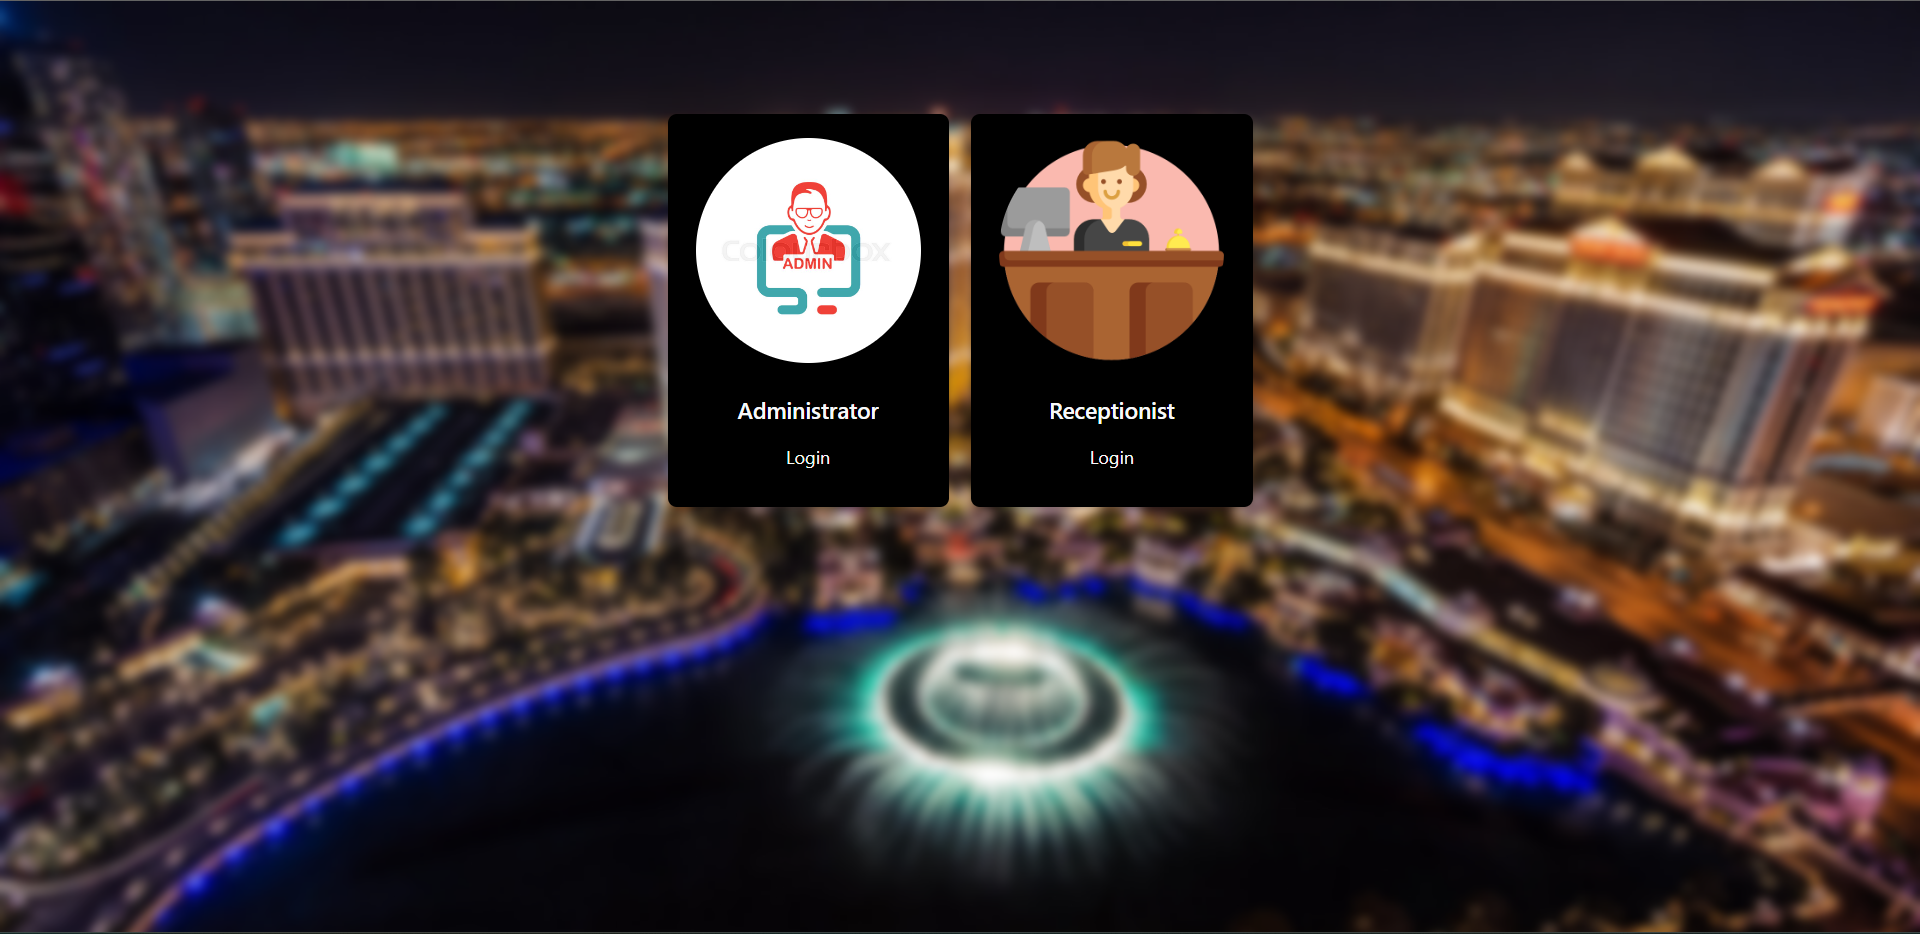 ADMIN
Administrator
Login
Receptionist
Login